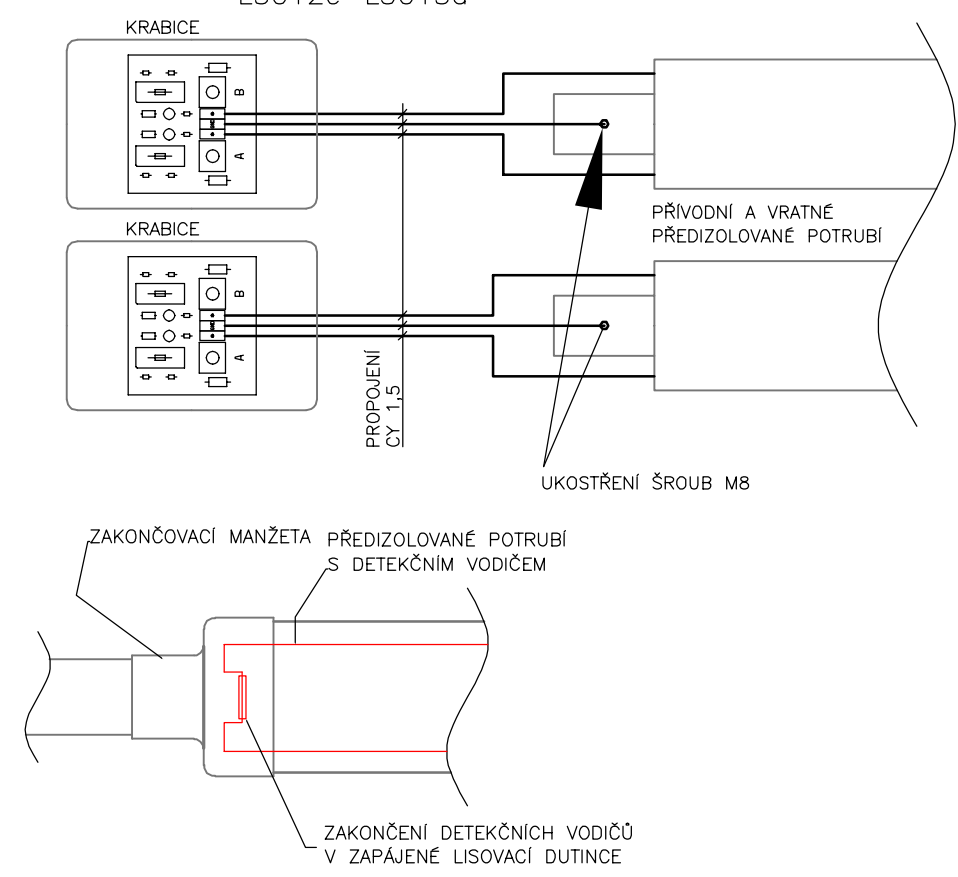 KRABICE
B
A
PŘÍVODNÍ A VRATNÉ
PŘEDIZOLOVANÉ POTRUBÍ
KRABICE
B
A
PROPOJENÍ
CY 1,5
UKOSTŘENÍ ŠROUB M8
ZAKONČOVACÍ MANŽETA
PŘEDIZOLOVANÉ POTRUBÍ
S DETEKČNÍM VODIČEM
ZAKONČENÍ DETEKČNÍCH VODIČŮ
V ZAPÁJENÉ LISOVACÍ DUTINCE